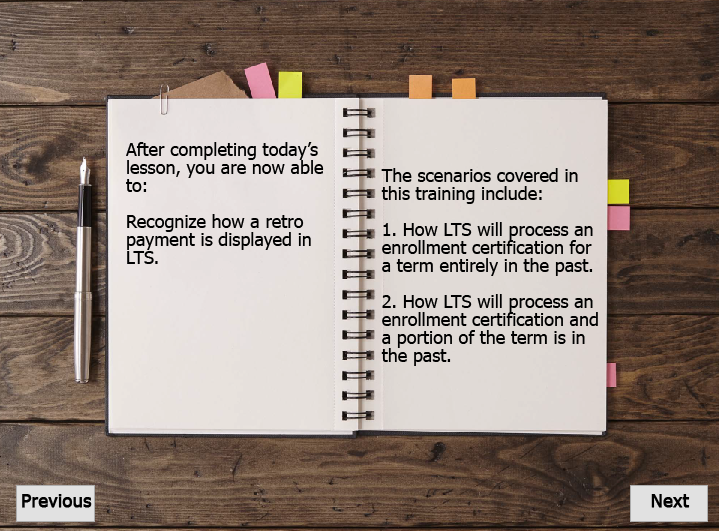 After completing today's
lesson, you are now able
to:
Recognize how a retro
payment is displayed in
LTS.
The scenarios covered in
this training include:
1. How LTS will process an
enrollment certification for
a term entirely in the past.
2. How LTS will process an
enrollment certification and
a portion of the term is in
the past.
Previous
Next